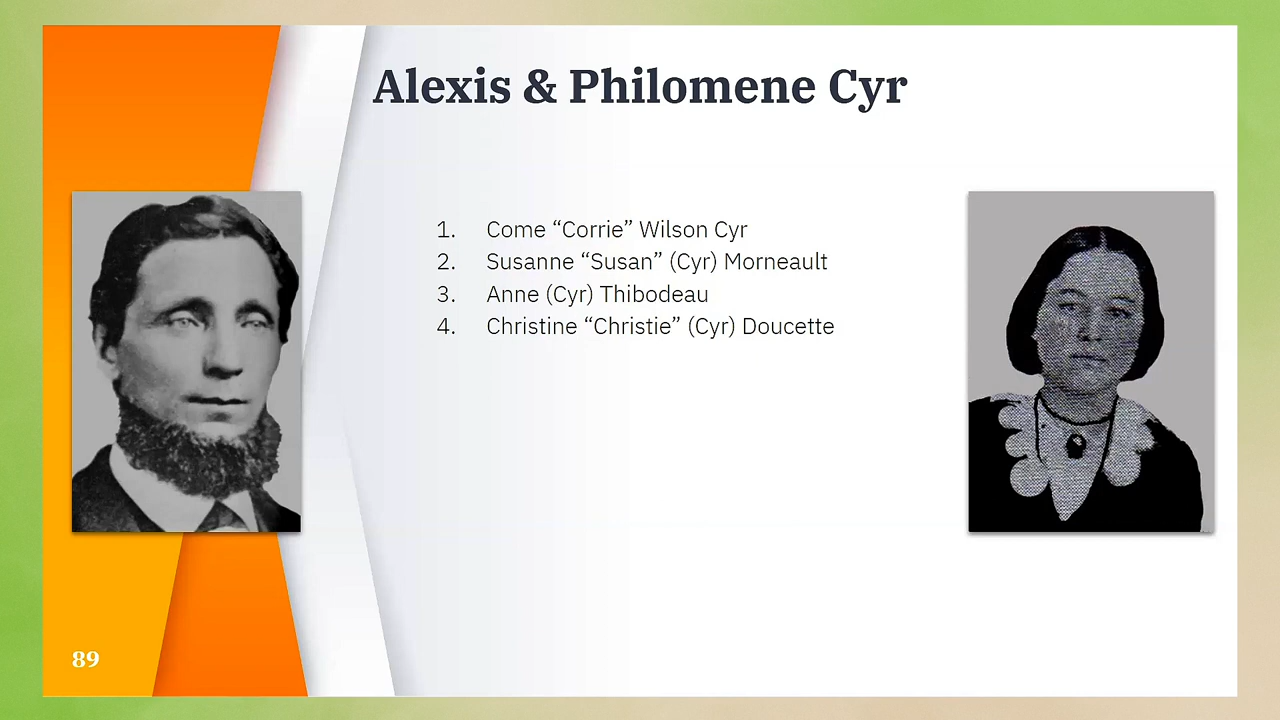 Alexis & Philomene Cyr
1. Come “Corrie” Wilson Cyr
2. Susanne “Susan” (Cyr) Morneault
3. Anne (Cyr) Thibodeau
4. Christine “Christie” (Cyr) Doucette
89